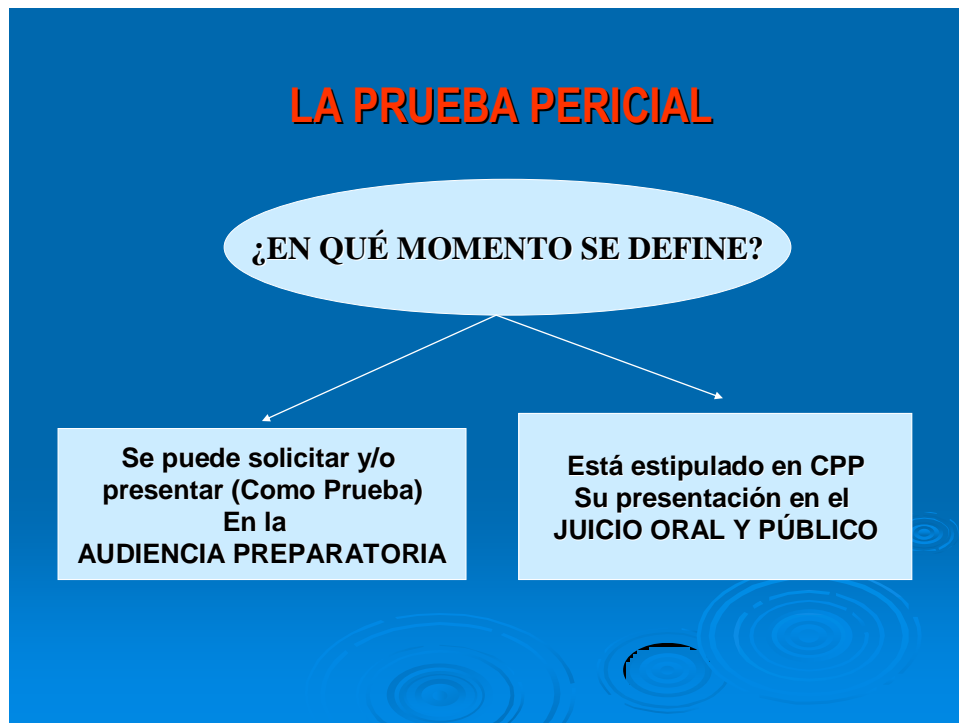 LA PRUEBA PERICIAL
¿EN QUÉ MOMENTO SE DEFINE?
Se puede solicitar y/o
presentar (Como Prueba)
En la
AUDIENCIA PREPARATORIA
Está estipulado en CPP
Su presentación en el
JUICIO ORAL Y PÚBLICO